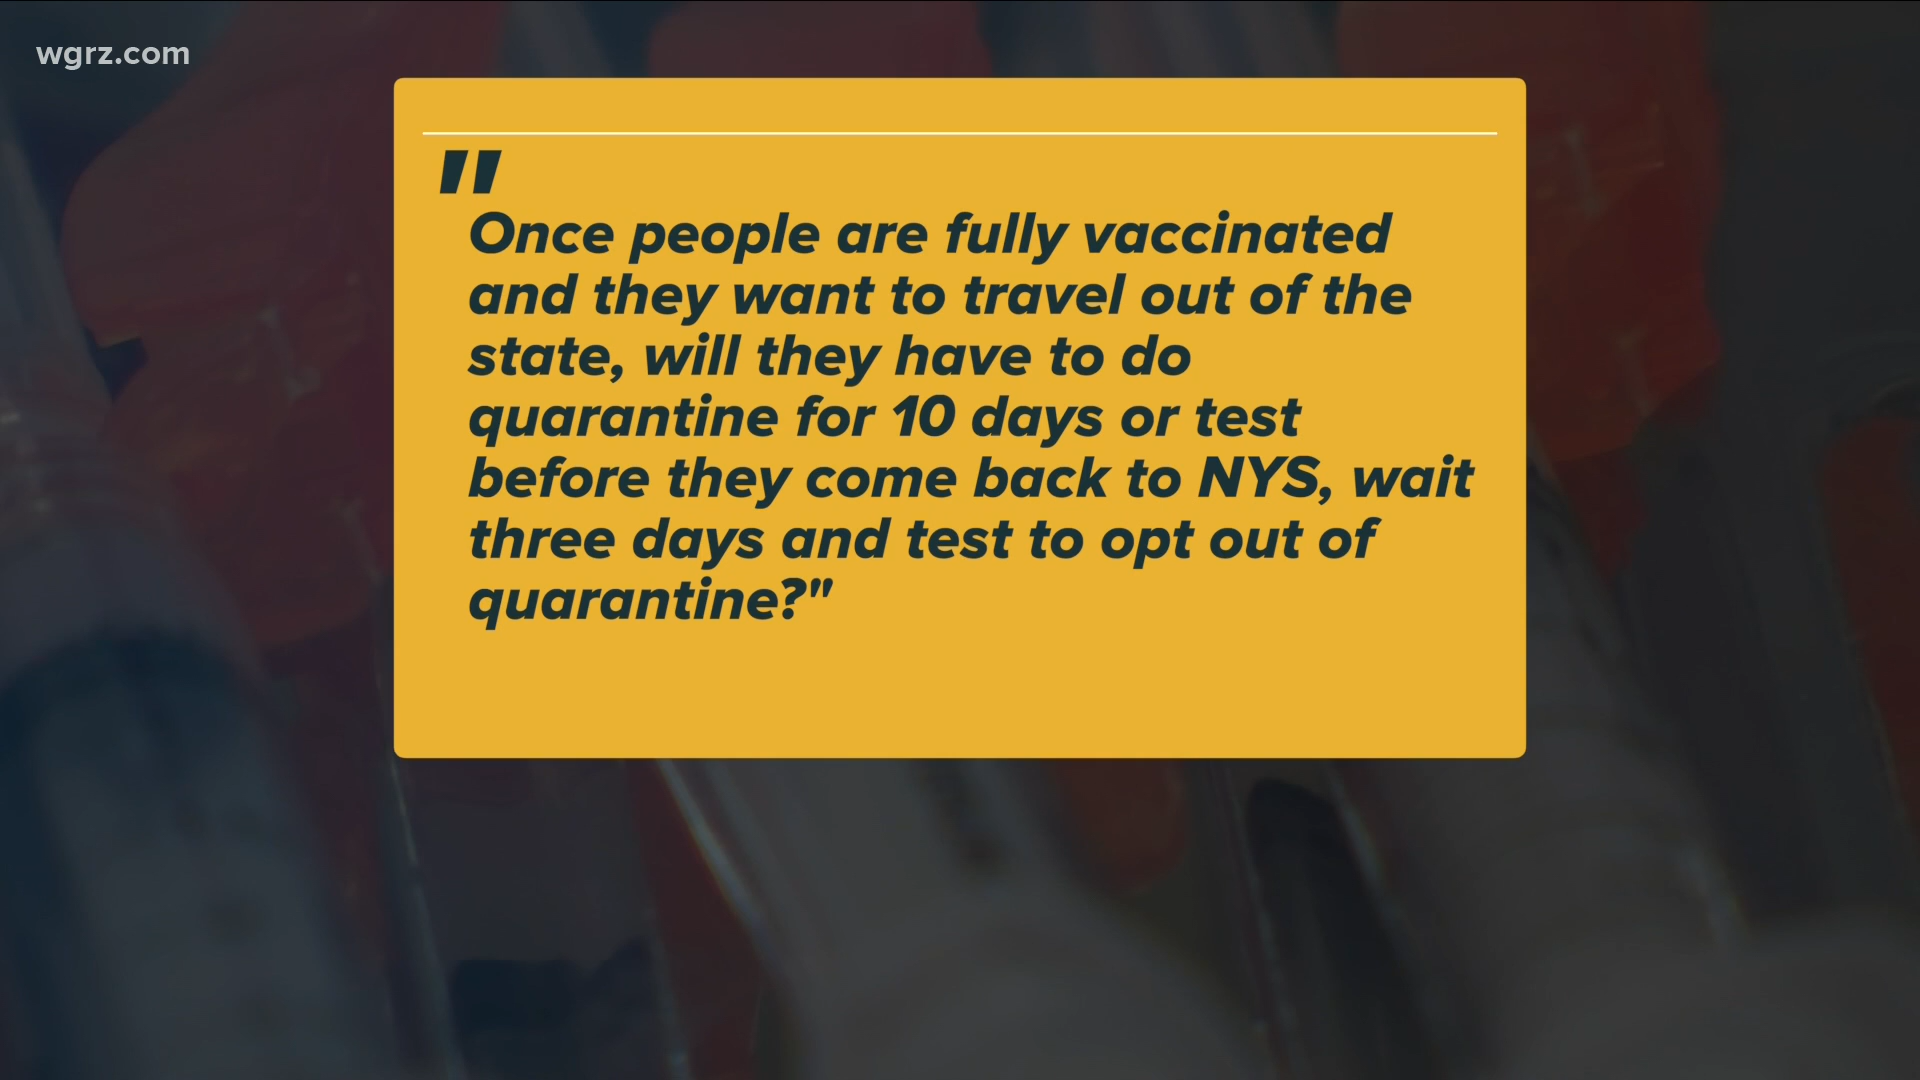 wgrz.com
"
Once people are fully vaccinated
and they want to travel out of the
state, will they have to do
quarantine for 10 days or test
before they come back to NYS, wait
three days and test to opt out of
quarantine?"